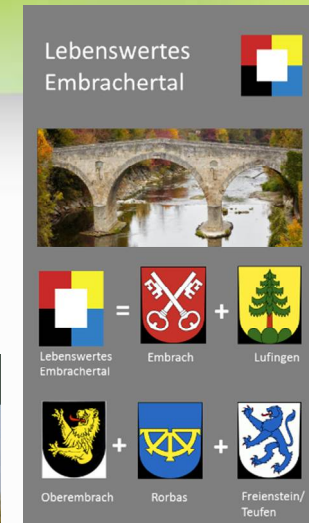 Lebenswertes
Embrachertal
=
+
Lebenswertes
Embrachertal
Embrach
Lufingen
+
+
Oberembrach
Rorbas
Freienstein/
Teufen